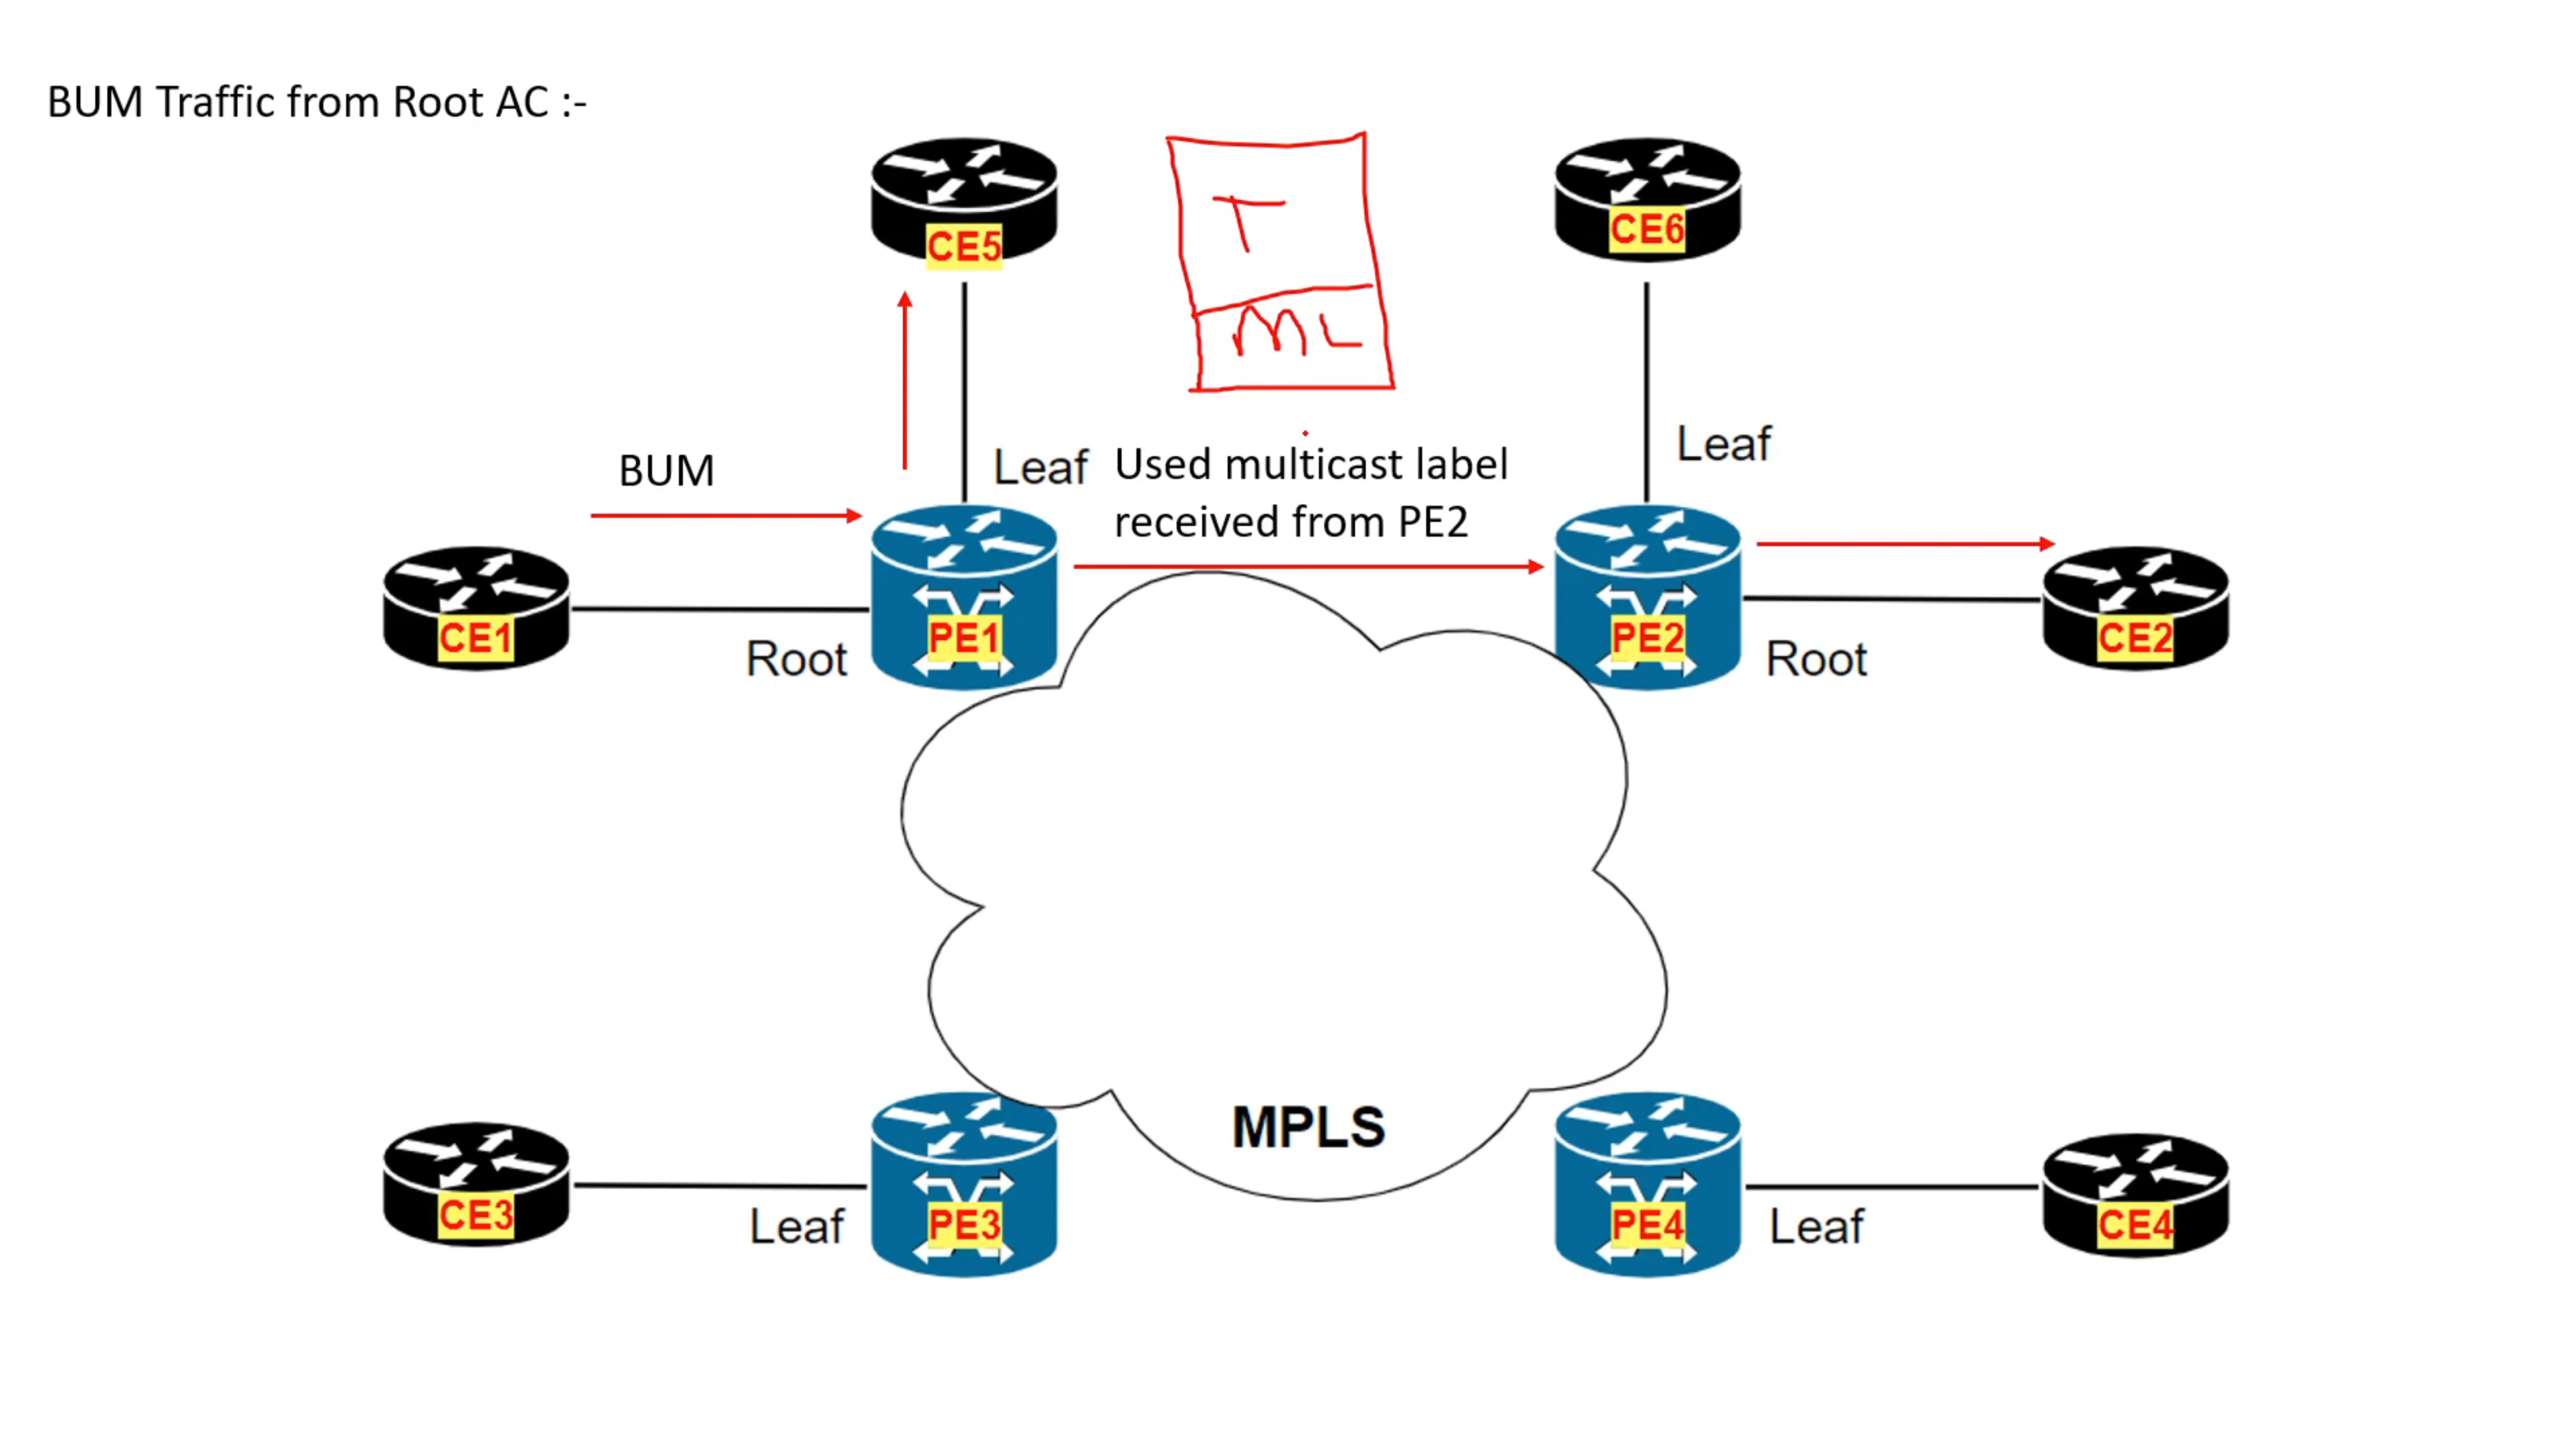 BUM Traffic from Root AC :-
CE5
T
ML
CE6
Leaf
BUM
Leaf
Used multicast label
received from PE2
CE1
Root
PE1
PE2
Root
CE2
MPLS
CE3
Leaf
PE3
PE4
Leaf
CE4